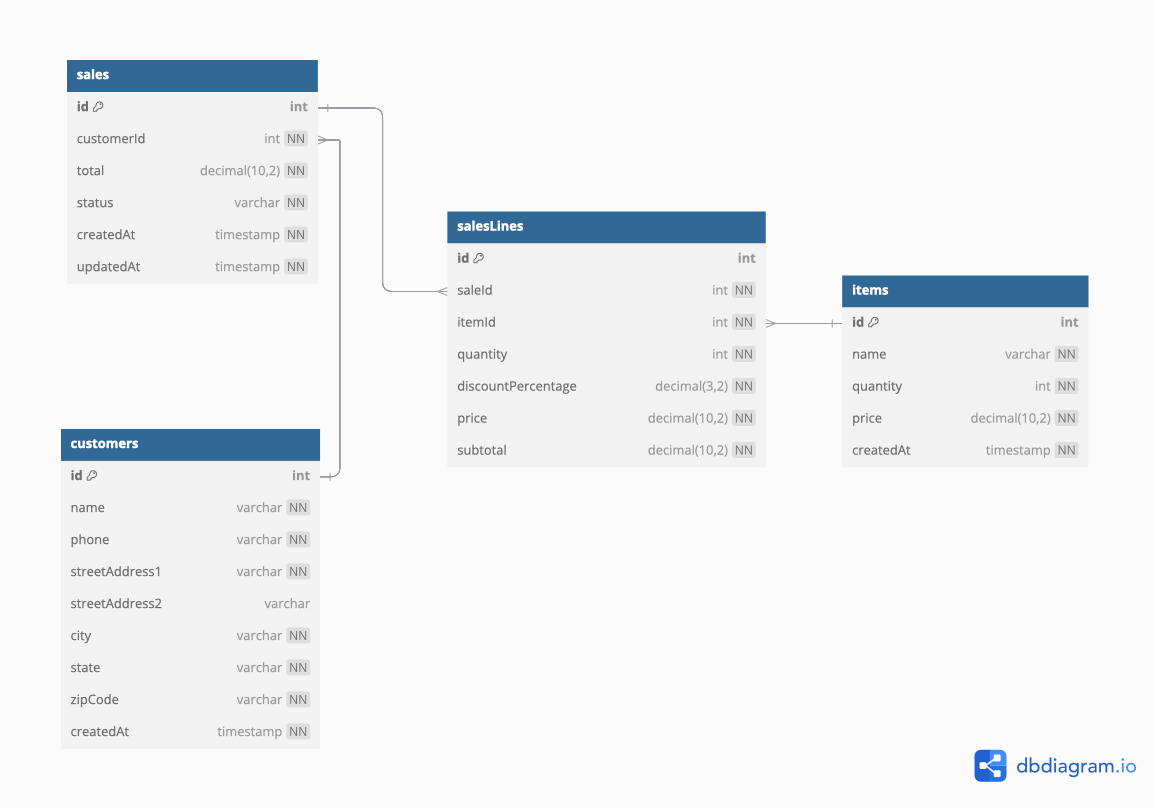 sales
id int
customerId int NN
total decimal(10,2) NN
status varchar NN
createdAt timestamp NN
updatedAt timestamp NN
salesLines
id int
saleId int NN
itemId int NN
quantity int NN
discountPercentage decimal(3,2) NN
price decimal(10,2) NN
subtotal decimal(10,2) NN
items
id int
name varchar NN
quantity int NN
price decimal(10,2) NN
createdAt timestamp NN
customers
id int
name varchar NN
phone varchar NN
streetAddress1 varchar NN
streetAddress2 varchar
city varchar NN
state varchar NN
zipCode varchar NN
createdAt timestamp NN
dbdiagram.io